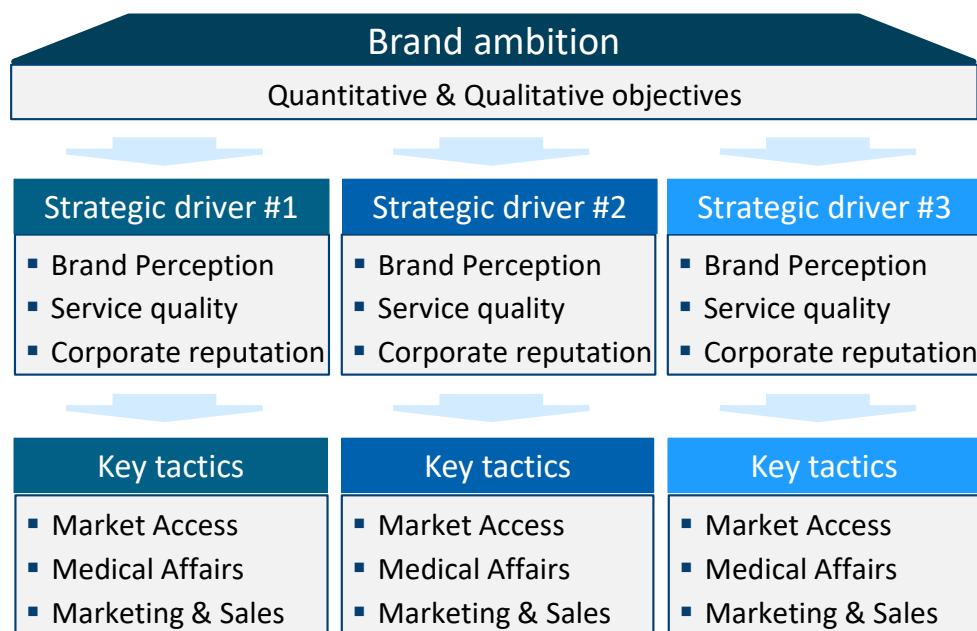 Brand ambition
Quantitative & Qualitative objectives
Strategic driver #1
▪ Brand Perception
▪ Service quality
▪ Corporate reputation
Strategic driver #2
▪ Brand Perception
▪ Service quality
▪ Corporate reputation
Strategic driver #3
▪ Brand Perception
▪ Service quality
▪ Corporate reputation
Key tactics
▪ Market Access
▪ Medical Affairs
▪ Marketing & Sales
Key tactics
▪ Market Access
▪ Medical Affairs
▪ Marketing & Sales
Key tactics
▪ Market Access
▪ Medical Affairs
▪ Marketing & Sales